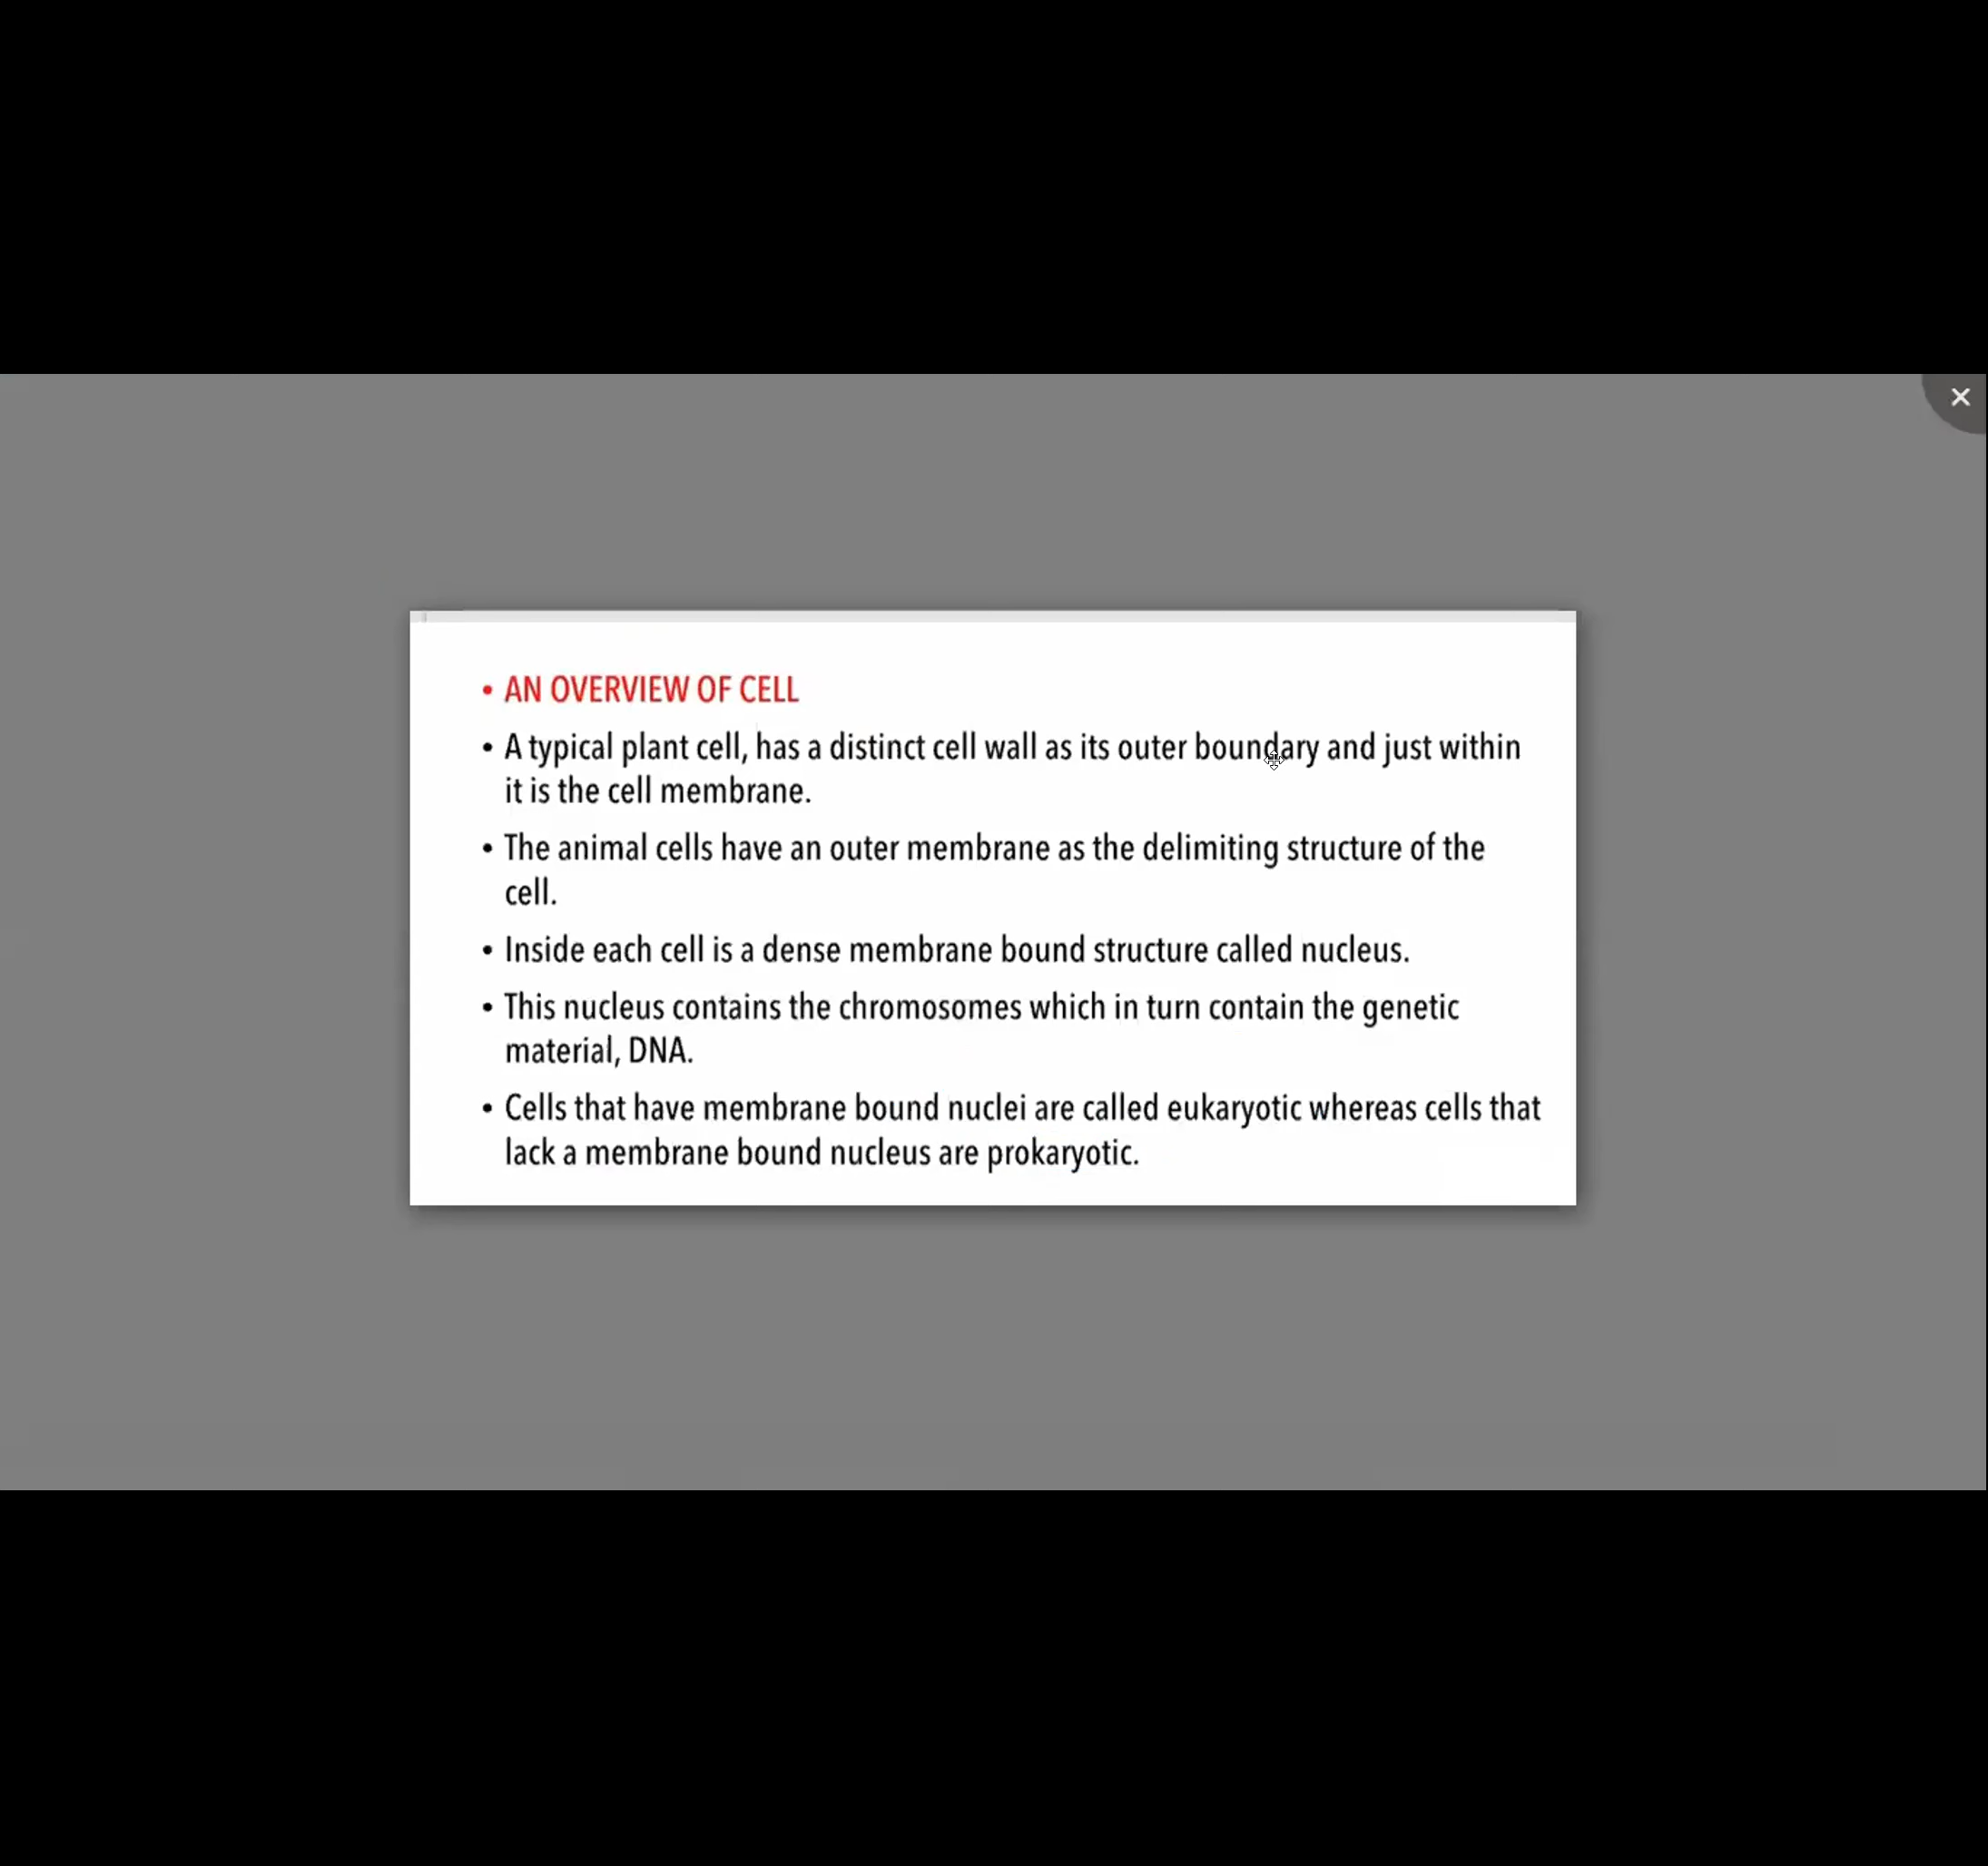 • AN OVERVIEW OF CELL
• A typical plant cell, has a distinct cell wall as its outer boundary and just within
it is the cell membrane.
• The animal cells have an outer membrane as the delimiting structure of the
cell.
• Inside each cell is a dense membrane bound structure called nucleus.
• This nucleus contains the chromosomes which in turn contain the genetic
material, DNA.
• Cells that have membrane bound nuclei are called eukaryotic whereas cells that
lack a membrane bound nucleus are prokaryotic.